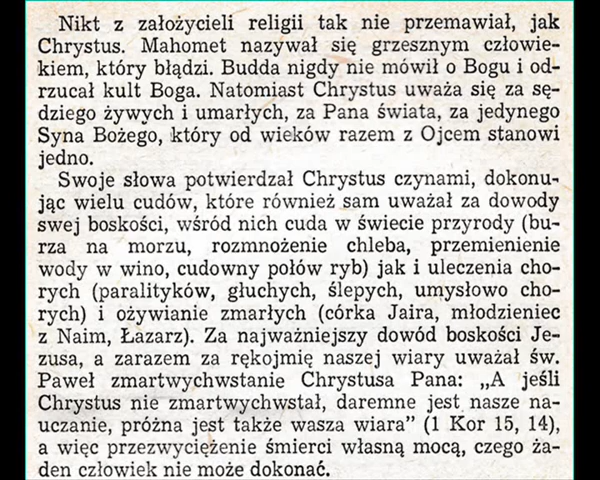 Nikt z założycieli religii tak nie przemawiał, jak
Chrystus. Mahomet nazywał się grzesznym człowie-
kiem, który błądzi. Budda nigdy nie mówił o Bogu i od-
rzucał kult Boga. Natomiast Chrystus uważa się za sę-
dziego żywych i umarłych, za Pana świata, za jedynego
Syna Bożego, który od wieków razem z Ojcem stanowi
jedno.
Swoje słowa potwierdzał Chrystus czynami, dokonu-
jąc wielu cudów, które również sam uważał za dowody
swej boskości, wśród nich cuda w świecie przyrody (bu-
rza na morzu, rozmnożenie chleba, przemienienie
wody w wino, cudowny połów ryb) jak i uleczenia cho-
rych (paralityków, głuchych, ślepych, umysłowo cho-
rych) i ożywianie zmarłych (córka Jaira, młodzieniec
z Naim, Łazarz). Za najważniejszy dowód boskości Je-
zusa, a zarazem za rękojmię naszej wiary uważał św.
Paweł zmartwychwstanie Chrystusa Pana: „A jeśli
Chrystus nie zmartwychwstał, daremne jest nasze na-
uczanie, próżna jest także wasza wiara” (1 Kor 15, 14),
a więc przezwyciężenie śmierci własną mocą, czego ża-
den człowiek nie może dokonać.